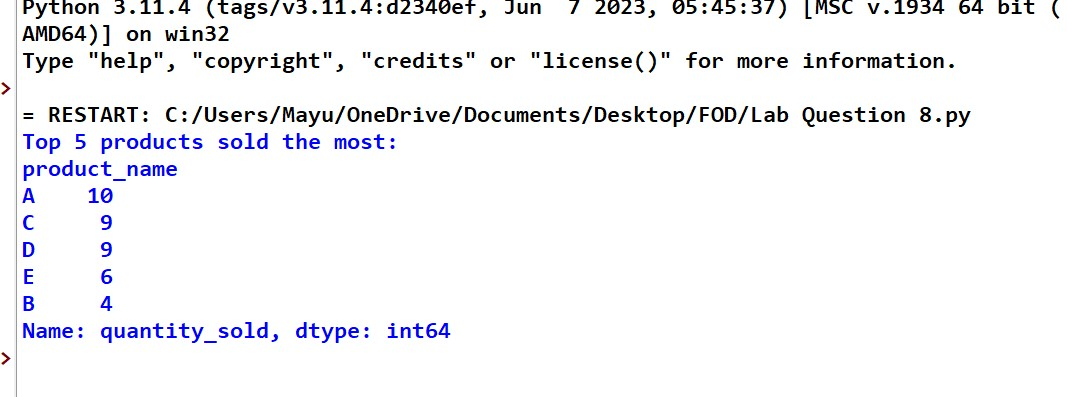 Python 3.11.4 (tags/v3.11.4:d2340ef, Jun  7 2023, 05:45:37) [MSC v.1934 64 bit (
AMD64)] on win32
Type "help", "copyright", "credits" or "license()" for more information.
>
= RESTART: C:/Users/Mayu/OneDrive/Documents/Desktop/FOD/Lab Question 8.py
Top 5 products sold the most:
product_name
A    10
C     9
D     9
E     6
B     4
Name: quantity_sold, dtype: int64
>